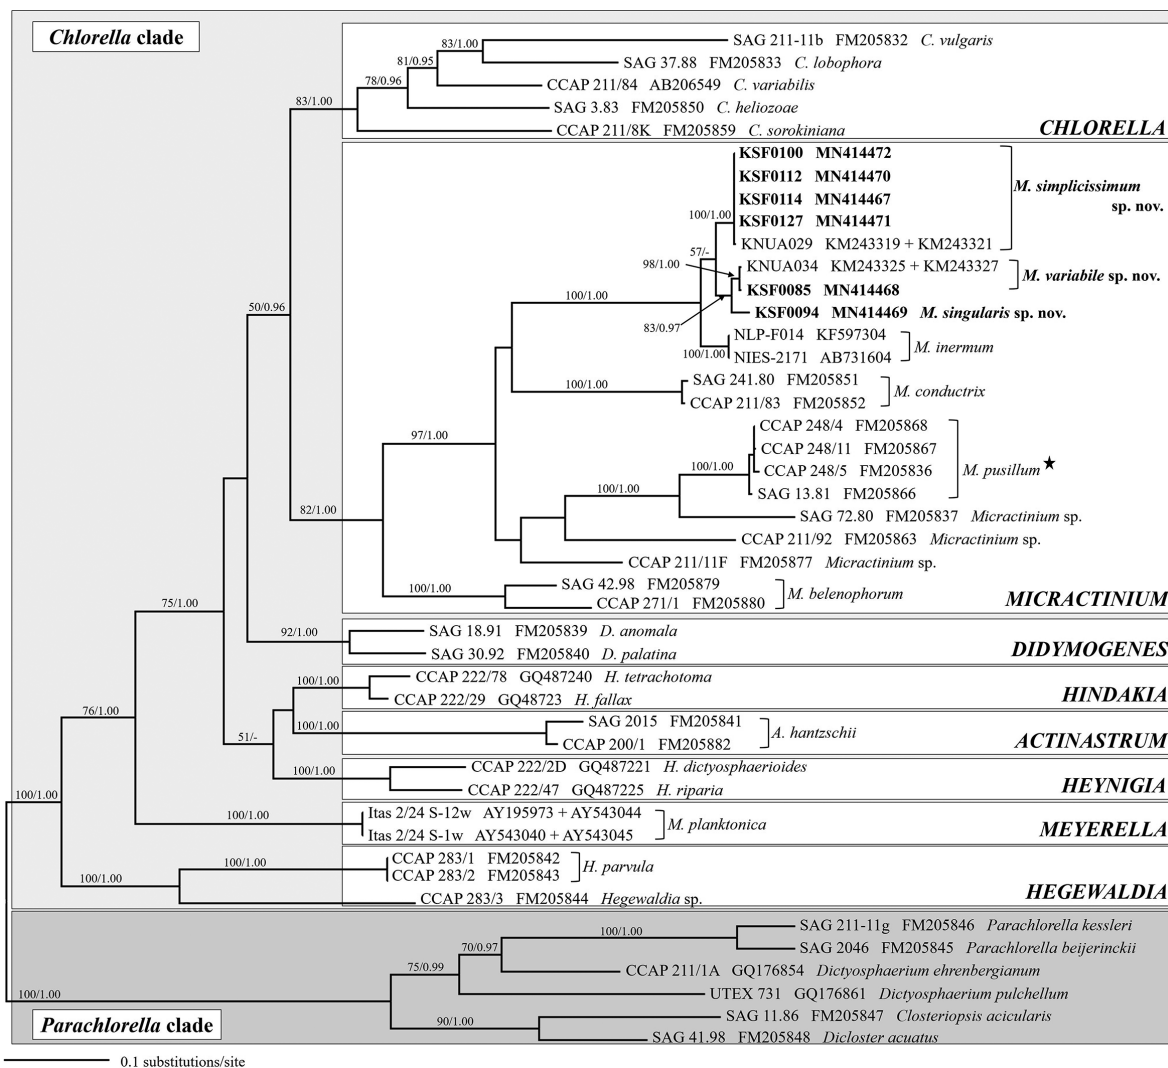 Chlorella clade
83/1.00
SAG 211-11b FM205832 C. vulgaris
81/0.95
SAG 37.88 FM205833 C. lobophora
78/0.96
CCAP 211/84 AB206549 C. variabilis
83/1.00
SAG 3.83 FM205850 C. heliozoae
CCAP 211/8K FM205859 C. sorokiniana
CHLORELLA
KSF0100 MN414472
KSF0112 MN414470
M. simplicissimum
sp. nov.
KSF0114 MN414467
100/1.00
KSF0127 MN414471
KNUA029 KM243319 + KM243321
57/-
98/1.00
KNUA034 KM243325 + KM243327
M. variabile sp. nov.
KSF0085 MN414468
100/1.00
50/0.96
KSF0094 MN414469 M. singularis sp. nov.
83/0.97
NLP-F014 KF597304
M. inermum
100/1.00
NIES-2171 AB731604
SAG 241.80 FM205851
100/1.00
M. conductrix
CCAP 211/83 FM205852
CCAP 248/4 FM205868
97/1.00
CCAP 248/11 FM205867
100/1.00
CCAP 248/5 FM205836
M. pusillum ★
100/1.00
SAG 13.81 FM205866
82/1.00
SAG 72.80 FM205837 Micractinium sp.
CCAP 211/92 FM205863 Micractinium sp.
CCAP 211/11F FM205877 Micractinium sp.
100/1.00
SAG 42.98 FM205879
M. belenophorum
CCAP 271/1 FM205880
MICRACTINIUM
75/1.00
92/1.00
SAG 18.91 FM205839 D. anomala
SAG 30.92 FM205840 D. palatina
DIDYMOGENES
CCAP 222/78 GQ487240 H. tetrachotoma
100/1.00
CCAP 222/29 GQ48723 H. fallax
HINDAKIA
76/1.00
100/1.00
SAG 2015 FM205841
A. hantzschii
51/-
CCAP 200/1 FM205882
ACTINASTRUM
100/1.00
CCAP 222/2D GQ487221 H. dictyosphaerioides
CCAP 222/47 GQ487225 H. riparia
HEYNIGIA
100/1.00
100/1.00
Itas 2/24 S-12w AY195973 + AY543044
M. planktonica
Itas 2/24 S-1w AY543040 + AY543045
MEYERELLA
100/1.00
CCAP 283/1 FM205842
H. parvula
CCAP 283/2 FM205843
100/1.00
CCAP 283/3 FM205844 Hegewaldia sp.
HEGEWALDIA
100/1.00
SAG 211-11g FM205846 Parachlorella kessleri
70/0.97
SAG 2046 FM205845 Parachlorella beijerinckii
75/0.99
CCAP 211/1A GQ176854 Dictyosphaerium ehrenbergianum
100/1.00
UTEX 731 GQ176861 Dictyosphaerium pulchellum
90/1.00
SAG 11.86 FM205847 Closteriopsis acicularis
Parachlorella clade
SAG 41.98 FM205848 Dicloster acuatus
0.1 substitutions/site